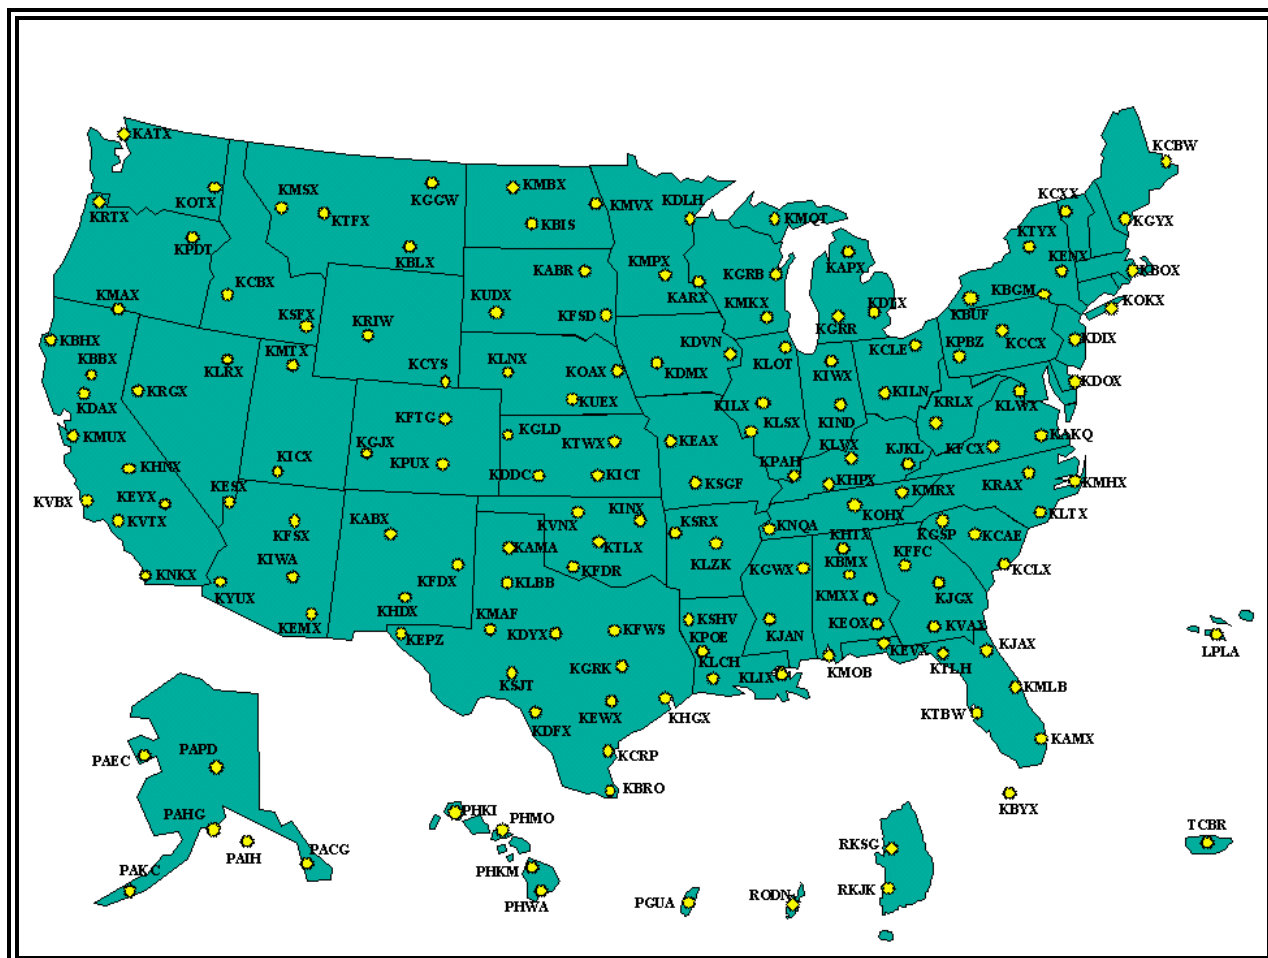 KATX
KCBW
KMSX
KOTX
KGGW
KMBX
KDLH
KCXX
KRTX
KTFX
KMVX
KMQT
KGYX
KBIS
KTYX
KPDT
KBLX
KMPX
KAPX
KENX
KABR
KGRB
KBOX
KCBX
KARX
KBGM
KMAX
KUDX
KMKX
KDTX
KOKX
KSFX
KRIW
KFSD
KGRR
KBUF
KBHX
KDVN
KPBZ
KCCX
KDIX
KBBX
KMTX
KLNX
KCLE
KLRX
KCYS
KOAX
KDMX
KLOT
KIWX
KRGX
KILN
KDOX
KDAX
KUEX
KILX
KRLX
KLWX
KFTG
KLSX
KIND
KMUX
KGLD
KTWX
KEAX
KLVX
KAKQ
KGJX
KJKL
KFCX
KHNX
KICX
KPUX
KDDC
KICT
KPAH
KSGF
KHPX
KMHX
KESX
KMRX
KRAX
KVBX
KEYX
KINX
KOHX
KLTX
KVTX
KABX
KVNX
KSRX
KNQA
KFSX
KHTX
KGSP
KCAE
KAMA
KTLX
KFFC
KIWA
KLZK
KBMX
KCLX
KNKX
KFDX
KFDR
KGWX
KLBB
KMXX
KYUX
KHDX
KJGX
KMAF
KSHV
KEOX
KVAX
KEMX
KDYX
KFWS
KJAN
KEPZ
KPOE
KEVX
KJAX
LPLA
KLCH
KGRK
KLIX
KMOB
KTLH
KSJT
KMLB
KTBW
KEWX
KHGX
KDFX
KAMX
PAPD
KCRP
PAEC
KBRO
KBYX
PAHG
PHKI
PHMO
TCBR
RKSG
PAIH
PACG
PAKC
PHKM
RKJK
RODN
PGUA
PHWA